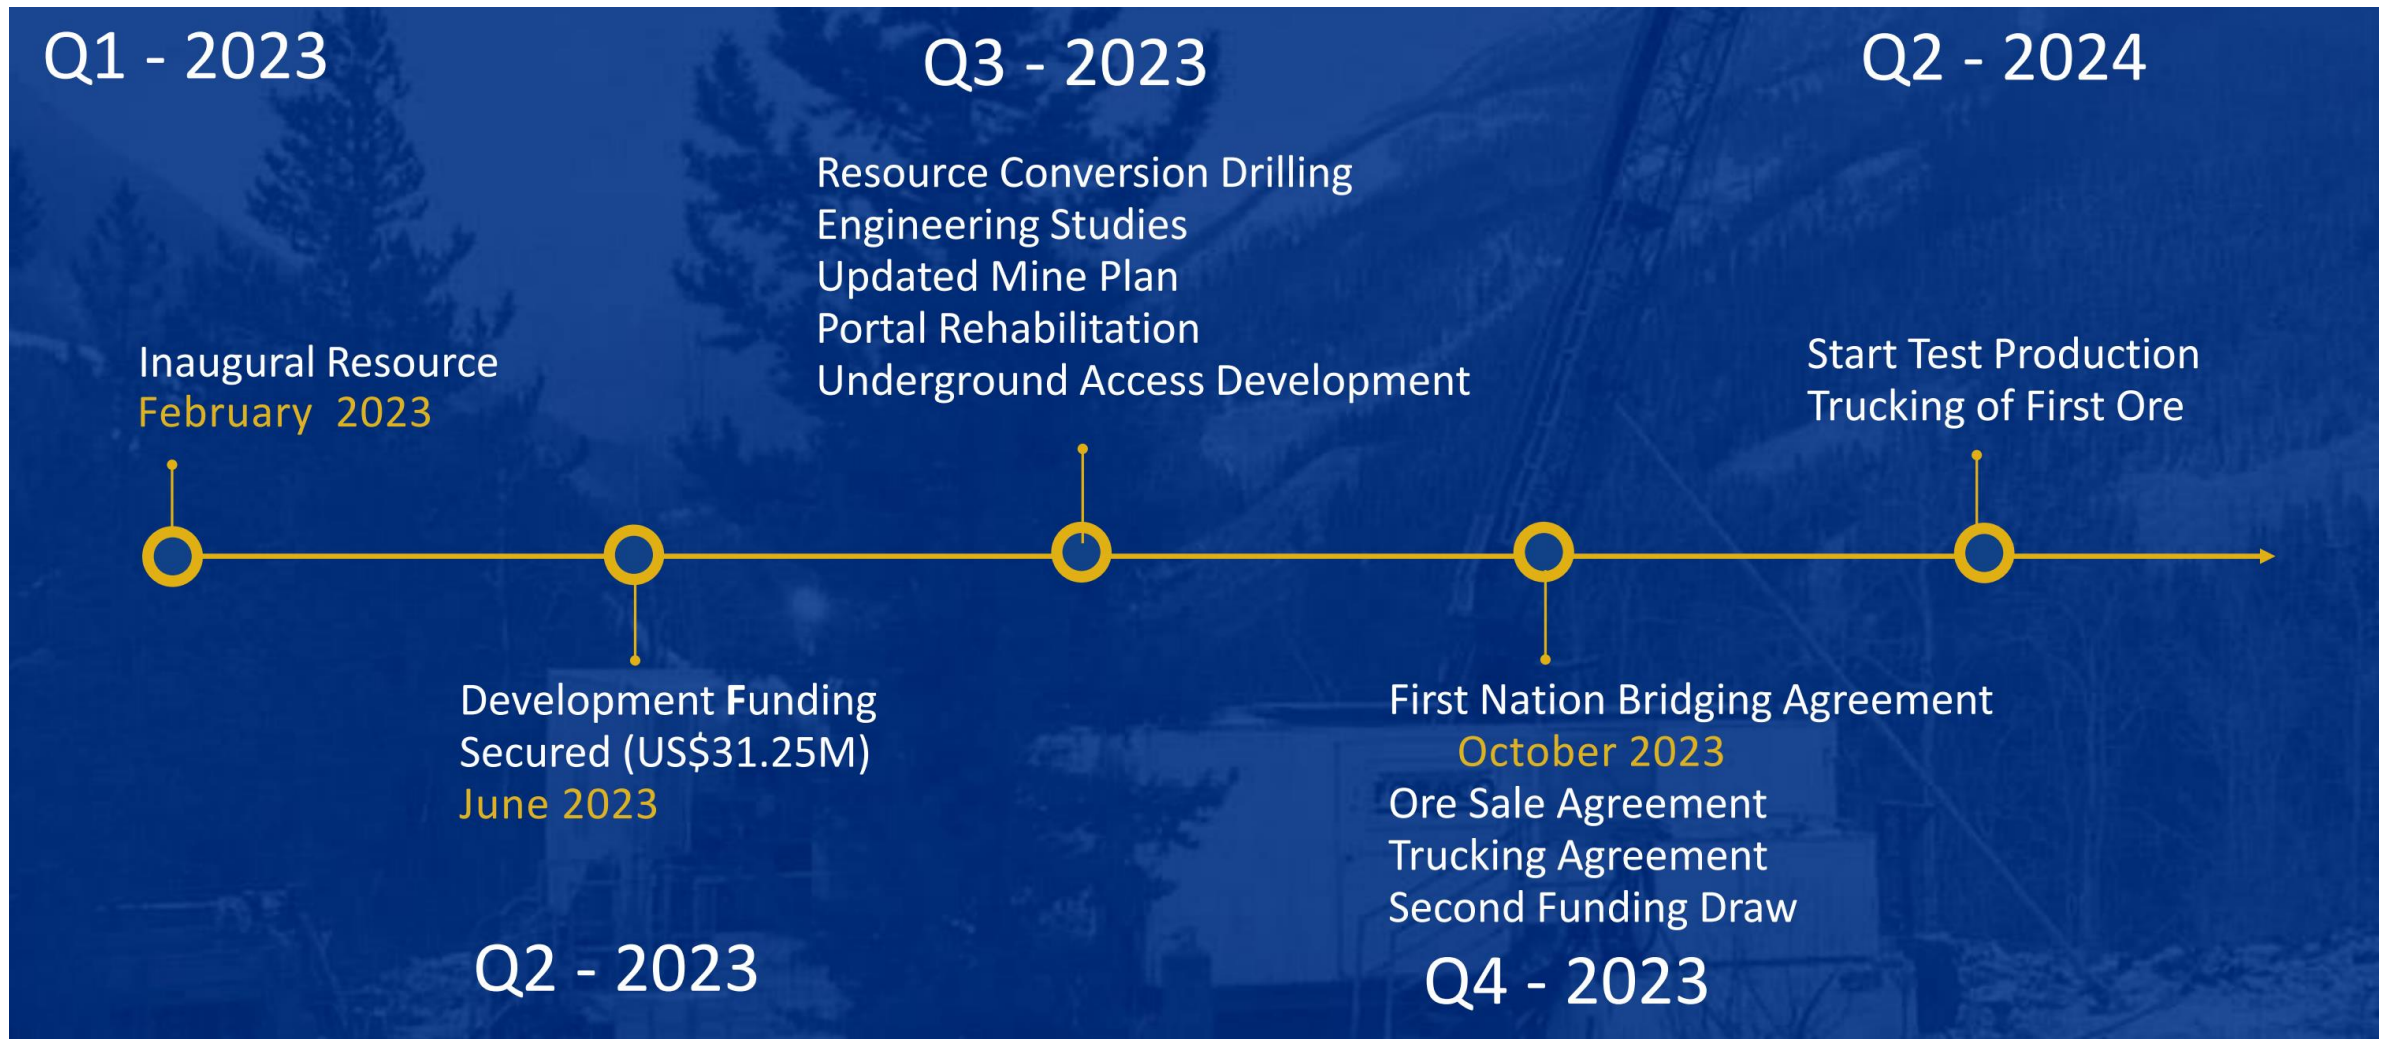 Q1 - 2023
Inaugural Resource
February 2023
Development Funding
Secured (US$31.25M)
June 2023
Q2 - 2023
Q3 - 2023
Resource Conversion Drilling
Engineering Studies
Updated Mine Plan
Portal Rehabilitation
Underground Access Development
First Nation Bridging Agreement
October 2023
Ore Sale Agreement
Trucking Agreement
Second Funding Draw
Q4 - 2023
Q2 - 2024
Start Test Production
Trucking of First Ore